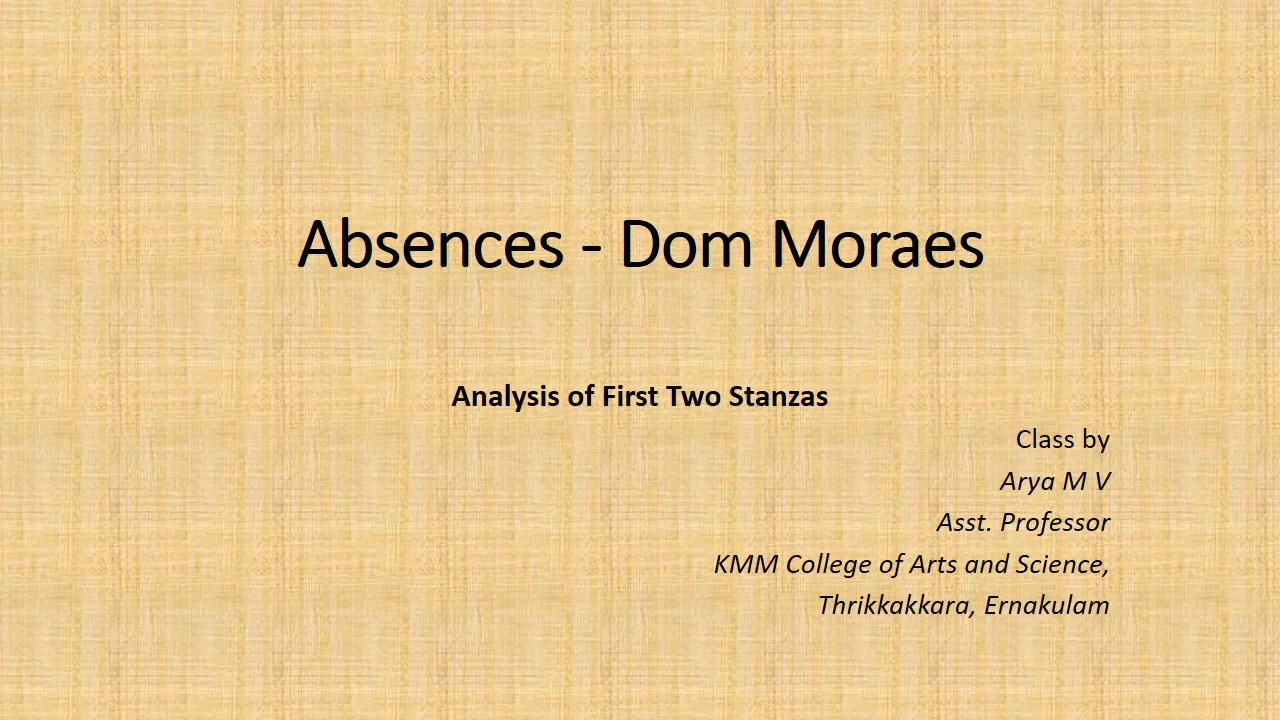 Absences - Dom Moraes
Analysis of First Two Stanzas
Class by
Arya M V
Asst. Professor
KMM College of Arts and Science,
Thrikkakkara, Ernakulam